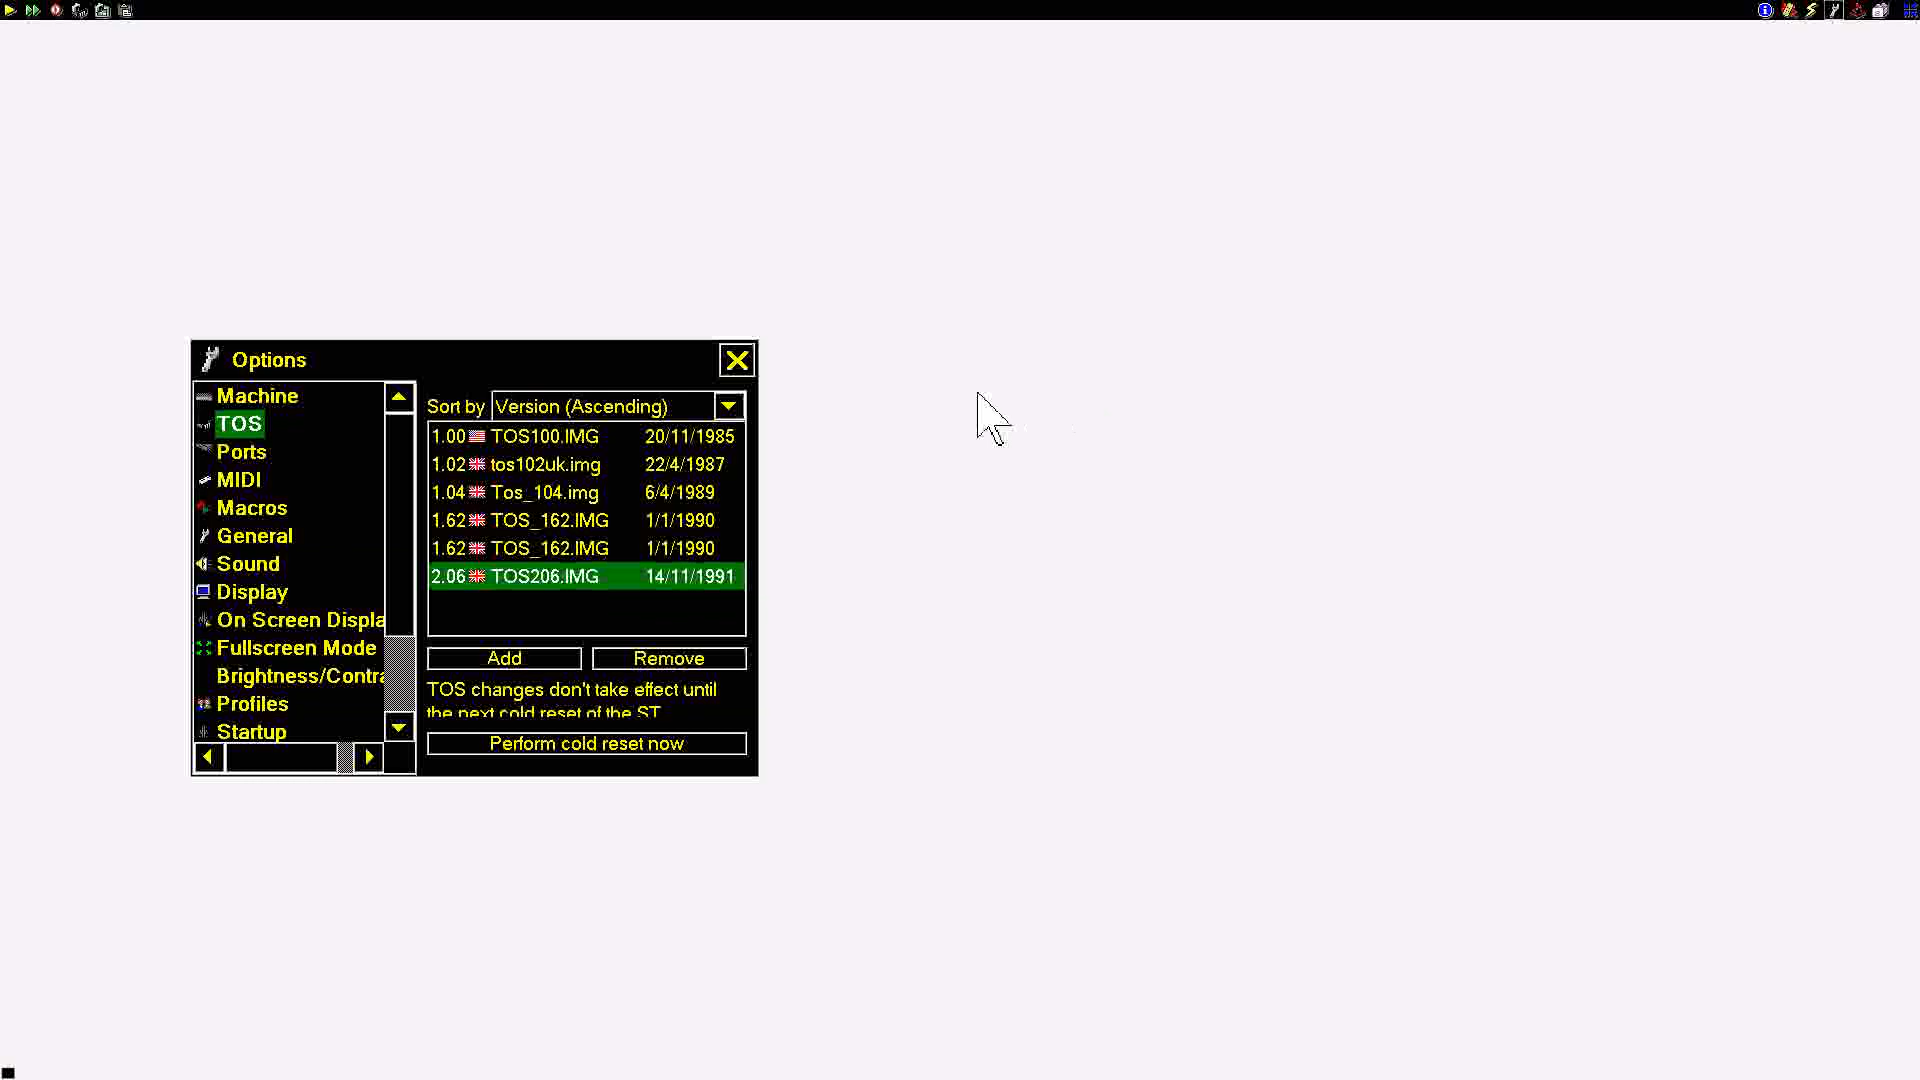 Options
Machine
TOS
Ports
MIDI
Macros
General
Sound
Display
On Screen Displa
Fullscreen Mode
Brightness/Contra
Profiles
Startup
Sort by Version (Ascending)
1.00 TOS100.IMG 20/11/1985
1.02 tos102uk.img 22/4/1987
1.04 Tos_104.img 6/4/1989
1.62 TOS_162.IMG 1/1/1990
1.62 TOS_162.IMG 1/1/1990
2.06 TOS206.IMG 14/11/1991
Add Remove
TOS changes don't take effect until
the next cold reset of the ST
Perform cold reset now